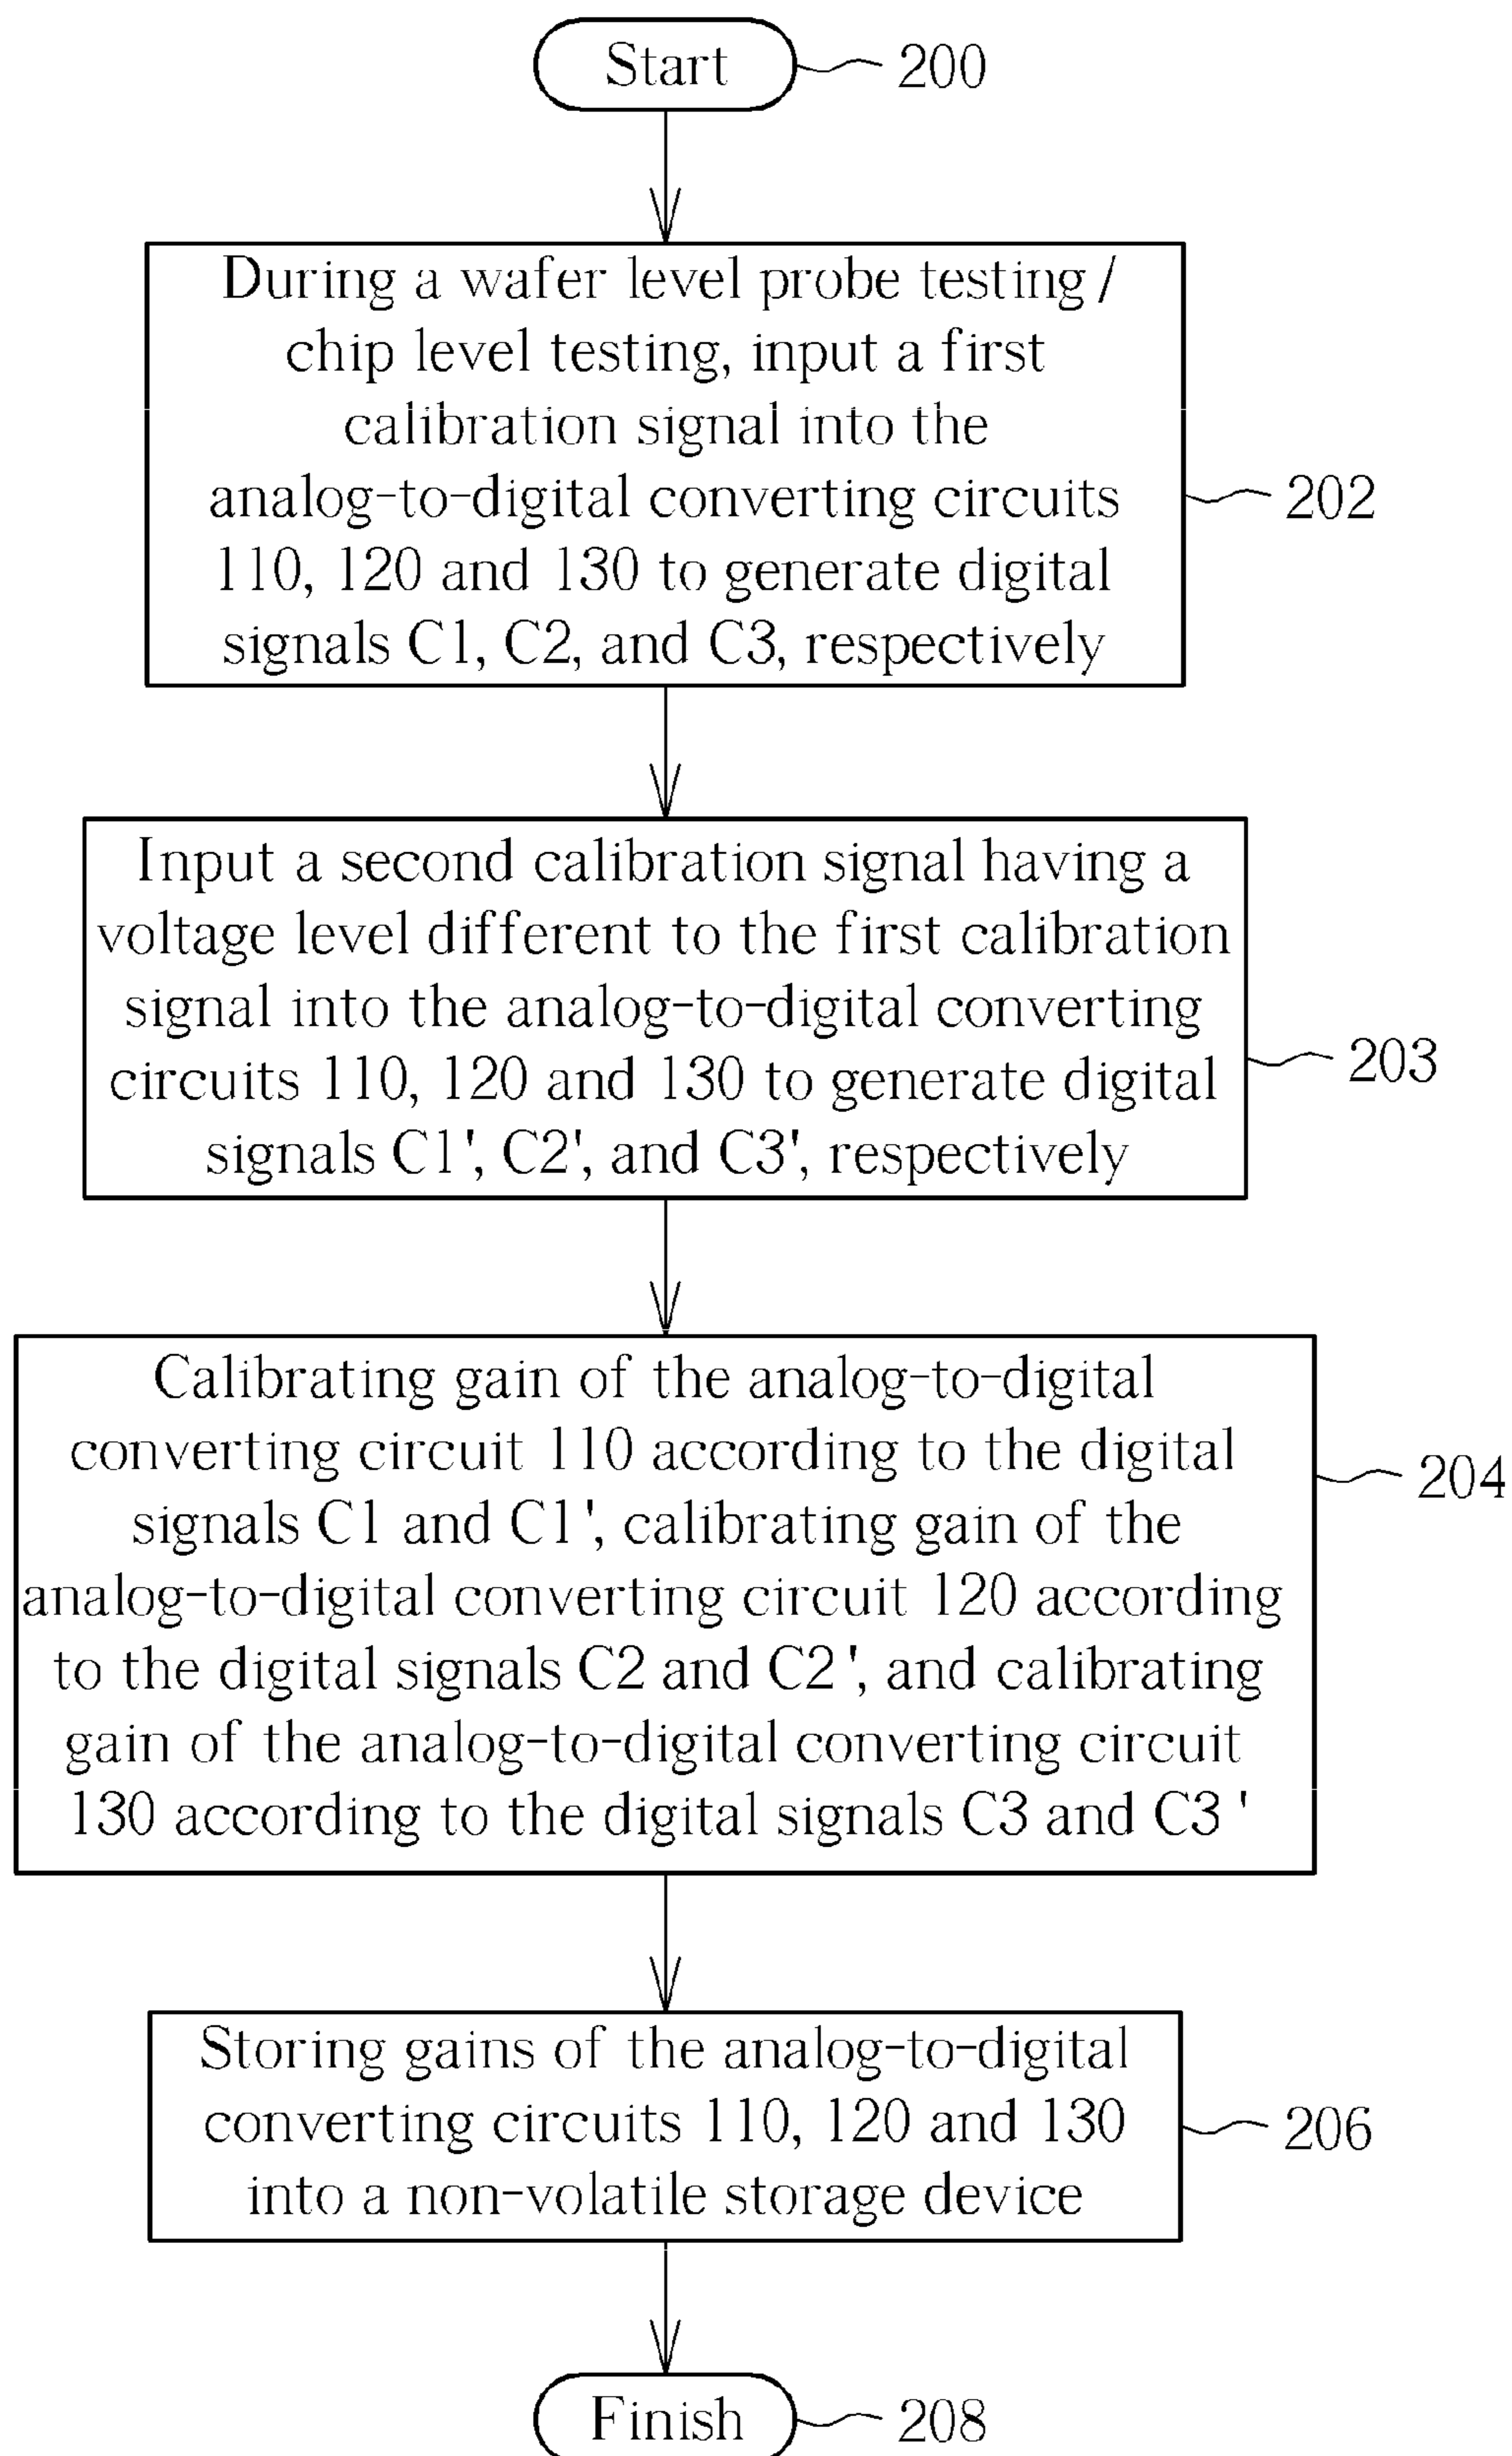 Start
200
During a wafer level probe testing /
chip level testing, input a first
calibration signal into the
analog-to-digital converting circuits
110, 120 and 130 to generate digital
signals C1, C2, and C3, respectively
202
Input a second calibration signal having a
voltage level different to the first calibration
signal into the analog-to-digital converting
circuits 110, 120 and 130 to generate digital
signals C1', C2', and C3', respectively
203
Calibrating gain of the analog-to-digital
converting circuit 110 according to the digital
signals C1 and C1', calibrating gain of the
analog-to-digital converting circuit 120 according
to the digital signals C2 and C2', and calibrating
gain of the analog-to-digital converting circuit
130 according to the digital signals C3 and C3'
204
Storing gains of the analog-to-digital
converting circuits 110, 120 and 130
into a non-volatile storage device
206
Finish
208